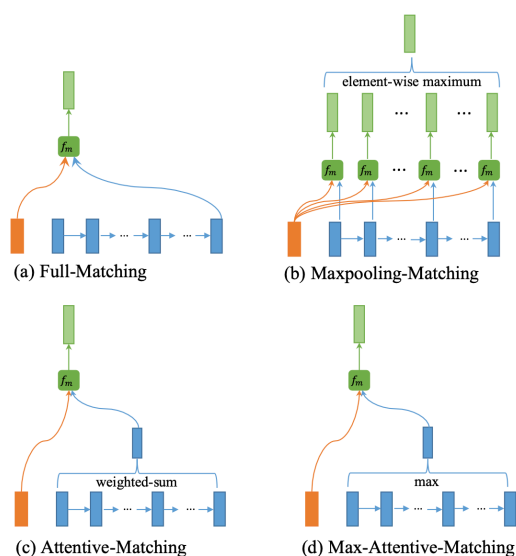 element-wise maximum
... ...
f_m
f_m f_m ... f_m ... f_m
... ...
... ...
(a) Full-Matching
(b) Maxpooling-Matching
f_m
f_m
weighted-sum
max
... ...
... ...
(c) Attentive-Matching
(d) Max-Attentive-Matching